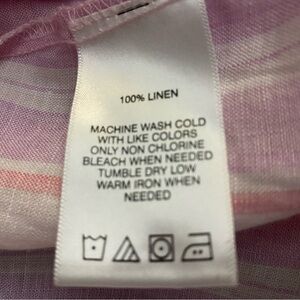 100% LINEN
MACHINE WASH COLD
WITH LIKE COLORS
ONLY NON CHLORINE
BLEACH WHEN NEEDED
TUMBLE DRY LOW
WARM IRON WHEN
NEEDED